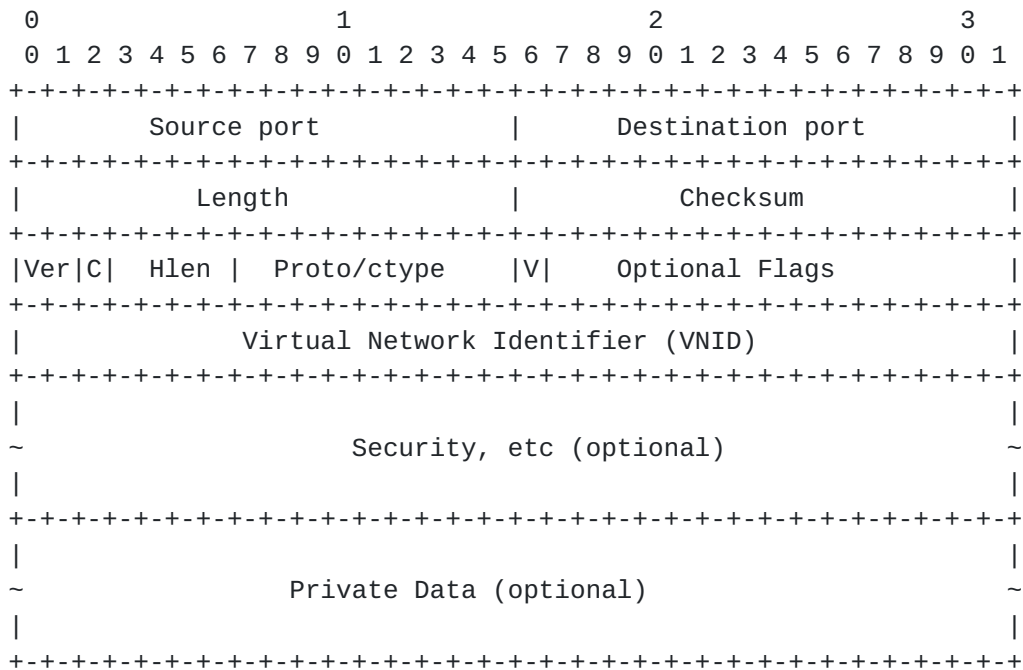 0                   1                   2                   3
 0 1 2 3 4 5 6 7 8 9 0 1 2 3 4 5 6 7 8 9 0 1 2 3 4 5 6 7 8 9 0 1
+-+-+-+-+-+-+-+-+-+-+-+-+-+-+-+-+-+-+-+-+-+-+-+-+-+-+-+-+-+-+-+-+
|        Source port            |      Destination port         |
+-+-+-+-+-+-+-+-+-+-+-+-+-+-+-+-+-+-+-+-+-+-+-+-+-+-+-+-+-+-+-+-+
|           Length              |          Checksum             |
+-+-+-+-+-+-+-+-+-+-+-+-+-+-+-+-+-+-+-+-+-+-+-+-+-+-+-+-+-+-+-+-+
|Ver|C|  Hlen |  Proto/ctype    |V|    Optional Flags           |
+-+-+-+-+-+-+-+-+-+-+-+-+-+-+-+-+-+-+-+-+-+-+-+-+-+-+-+-+-+-+-+-+
|              Virtual Network Identifier (VNID)                |
+-+-+-+-+-+-+-+-+-+-+-+-+-+-+-+-+-+-+-+-+-+-+-+-+-+-+-+-+-+-+-+-+
|                                                               |
~                     Security, etc (optional)                  ~
|                                                               |
+-+-+-+-+-+-+-+-+-+-+-+-+-+-+-+-+-+-+-+-+-+-+-+-+-+-+-+-+-+-+-+-+
|                                                               |
~                 Private Data (optional)                       ~
|                                                               |
+-+-+-+-+-+-+-+-+-+-+-+-+-+-+-+-+-+-+-+-+-+-+-+-+-+-+-+-+-+-+-+-+